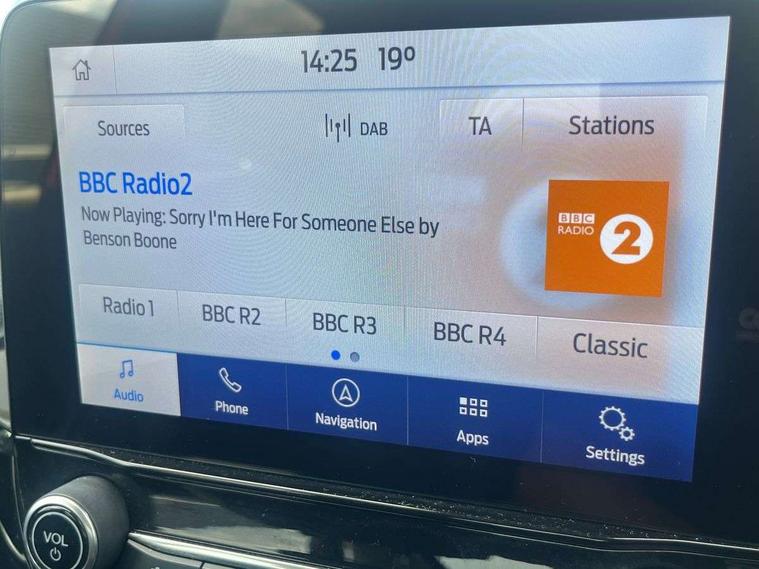 14:25 19º
Sources DAB TA Stations
BBC Radio2
Now Playing: Sorry I'm Here For Someone Else by
Benson Boone
BBC
RADIO 2
Radio 1 BBC R2 BBC R3 BBC R4 Classic
Audio Phone Navigation Apps Settings
VOL